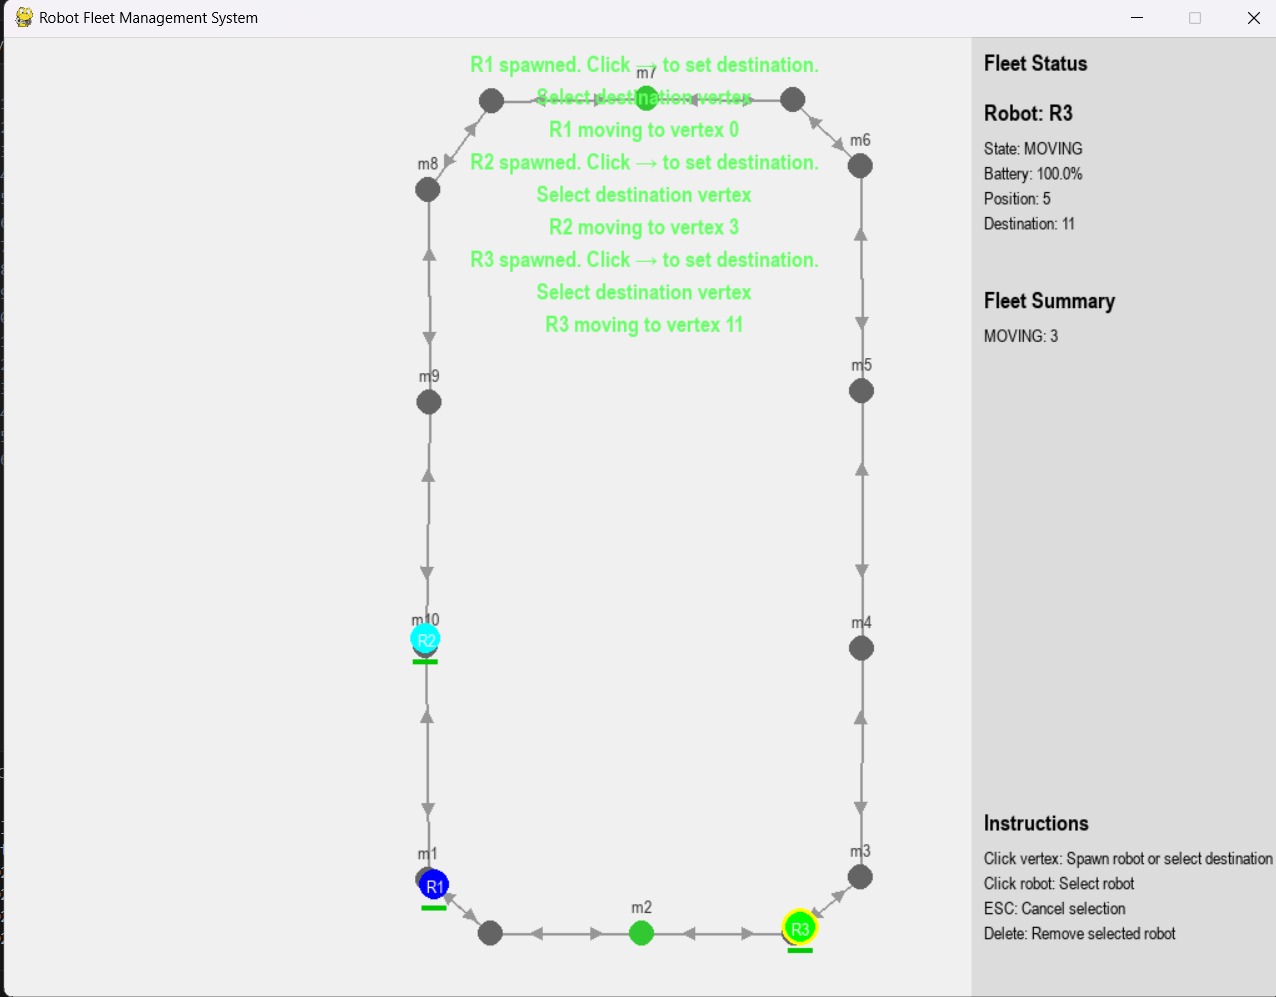 Robot Fleet Management System
R1 spawned. Click → to set destination.
m7
Select destination vertex
R1 moving to vertex 0
m6
m8
R2 spawned. Click → to set destination.
Select destination vertex
R2 moving to vertex 3
R3 spawned. Click → to set destination.
Select destination vertex
R3 moving to vertex 11
m5
m9
m10
R2
m4
m1
R1
m3
m2
R3
Fleet Status
Robot: R3
State: MOVING
Battery: 100.0%
Position: 5
Destination: 11
Fleet Summary
MOVING: 3
Instructions
Click vertex: Spawn robot or select destination
Click robot: Select robot
ESC: Cancel selection
Delete: Remove selected robot